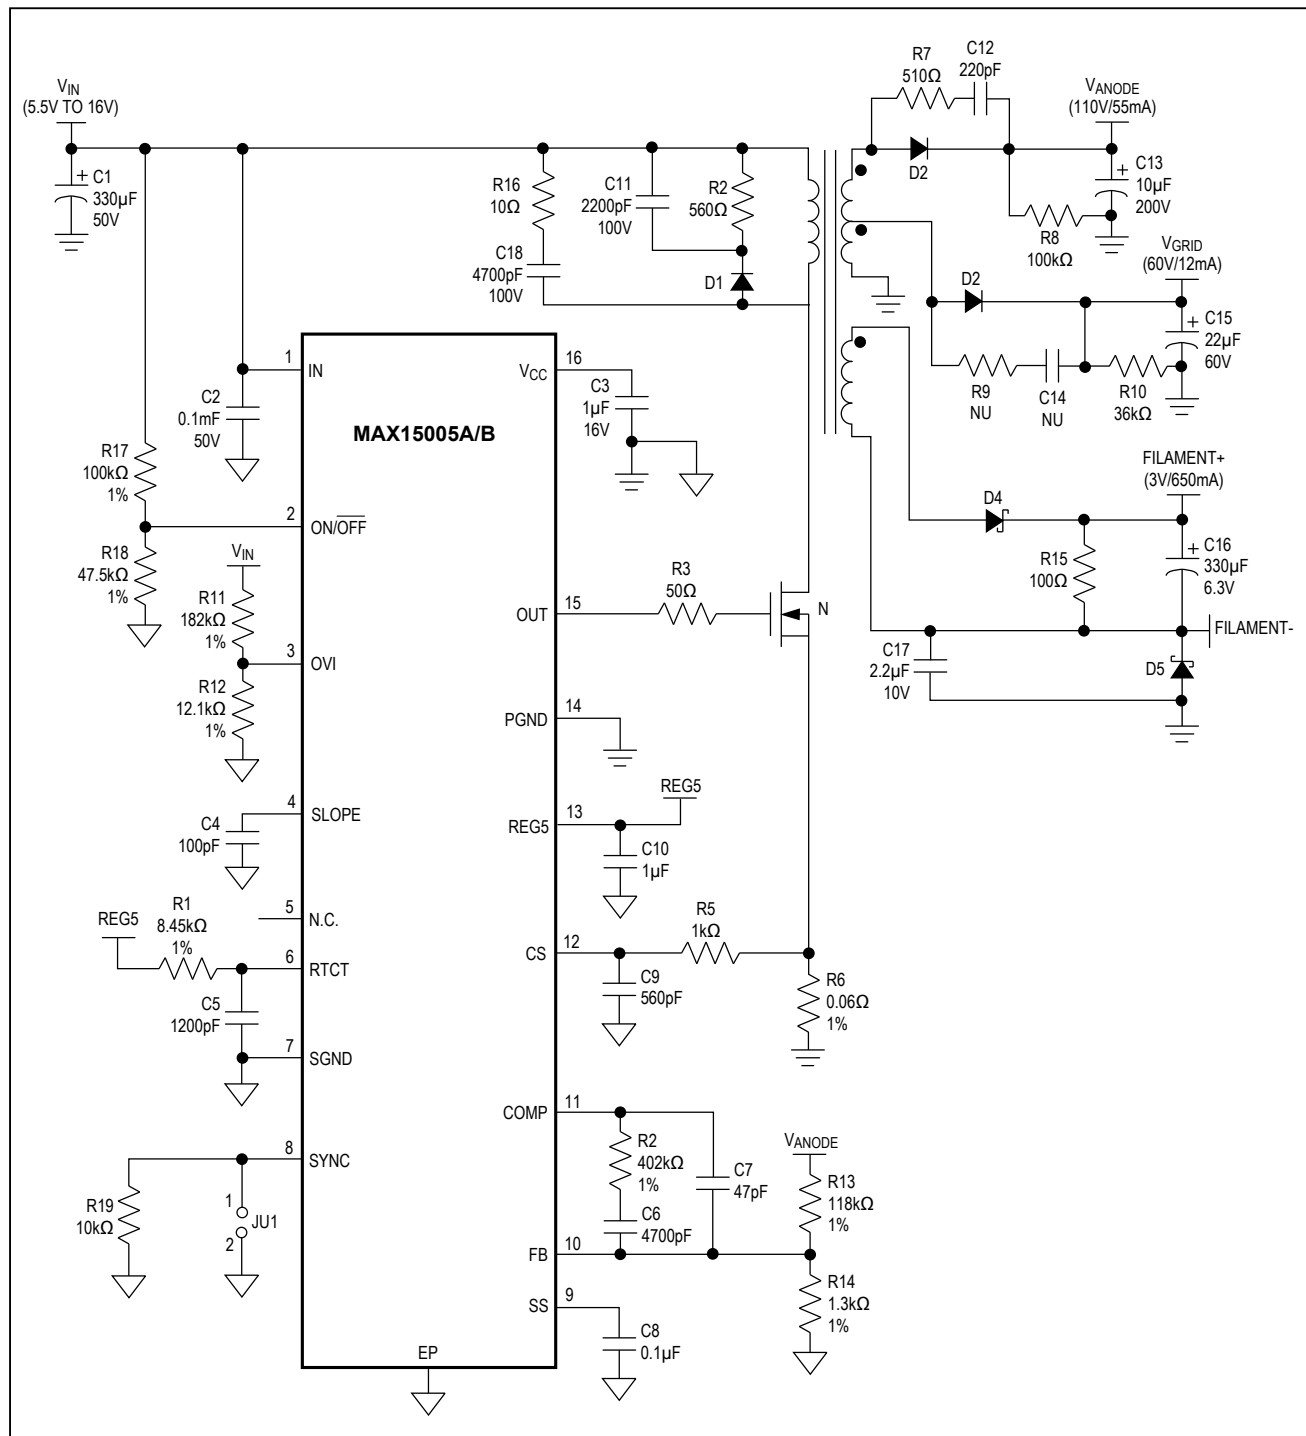 VIN
(5.5V TO 16V)
+ C1
330µF
50V
R16
10Ω
C18
4700pF
100V
C11
2200pF
100V
R2
560Ω
D1
R7
510Ω
C12
220pF
D2
VANODE
(110V/55mA)
+ C13
10µF
200V
R8
100kΩ
VGRID
(60V/12mA)
D2
+ C15
22µF
60V
R9
NU
C14
NU
R10
36kΩ
FILAMENT+
(3V/650mA)
D4
R15
100Ω
+ C16
330µF
6.3V
FILAMENT-
C17
2.2µF
10V
D5
MAX15005A/B
1
IN
C2
0.1mF
50V
R17
100kΩ
1%
2
ON/OFF
R18
47.5kΩ
1%
VIN
R11
182kΩ
1%
3
OVI
R12
12.1kΩ
1%
4
SLOPE
C4
100pF
5
N.C.
REG5
R1
8.45kΩ
1%
6
RTCT
C5
1200pF
7
SGND
8
SYNC
R19
10kΩ
1
JU1
2
EP
16
VCC
C3
1µF
16V
15
OUT
R3
50Ω
N
14
PGND
REG5
13
REG5
C10
1µF
12
CS
R5
1kΩ
C9
560pF
R6
0.06Ω
1%
11
COMP
R2
402kΩ
1%
C7
47pF
C6
4700pF
VANODE
R13
118kΩ
1%
10
FB
R14
1.3kΩ
1%
9
SS
C8
0.1µF